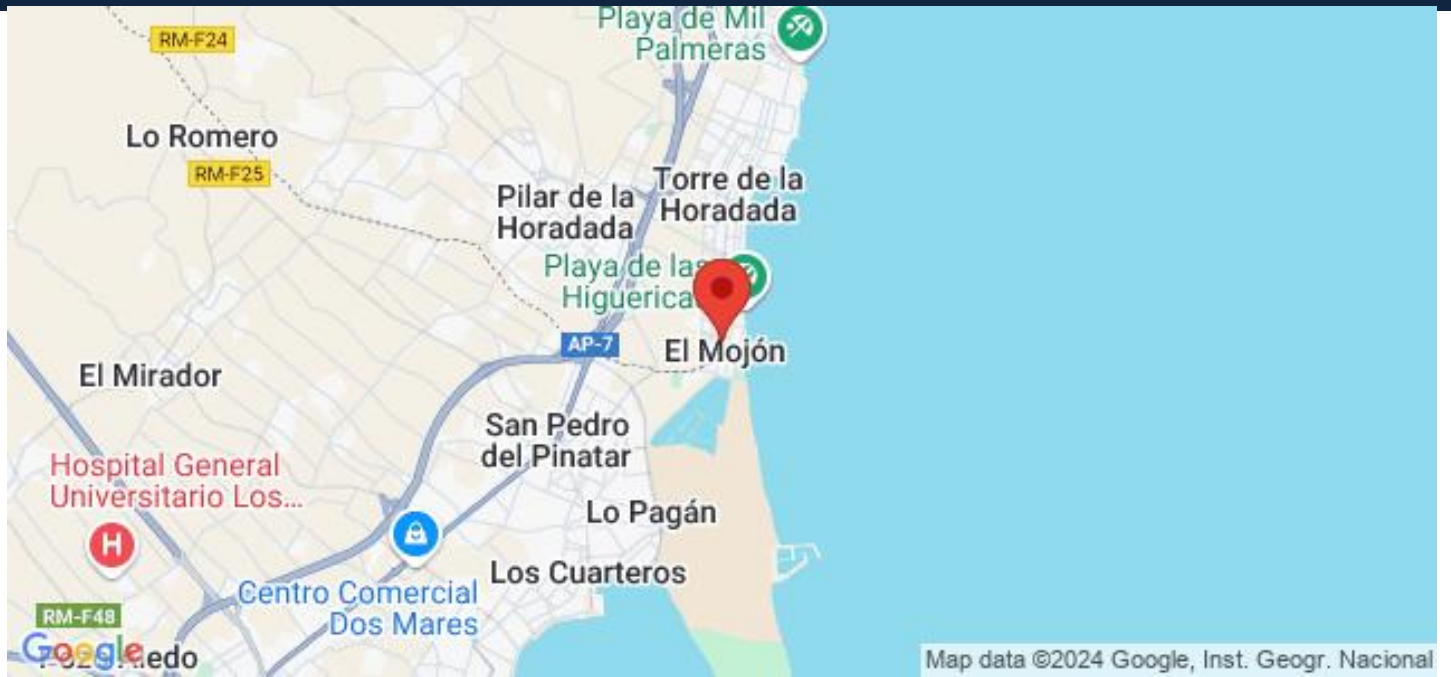 Playa de Mil
Palmeras
RM-F24
Lo Romero
RM-F25
Torre de la
Horadada
Pilar de la
Horadada
Playa de las
Higuericas
AP-7
El Mojón
El Mirador
San Pedro
del Pinatar
Hospital General
Universitario Los...
H
Lo Pagán
Los Cuarteros
Centro Comercial
Dos Mares
RM-F48
Google
Map data ©2024 Google, Inst. Geogr. Nacional